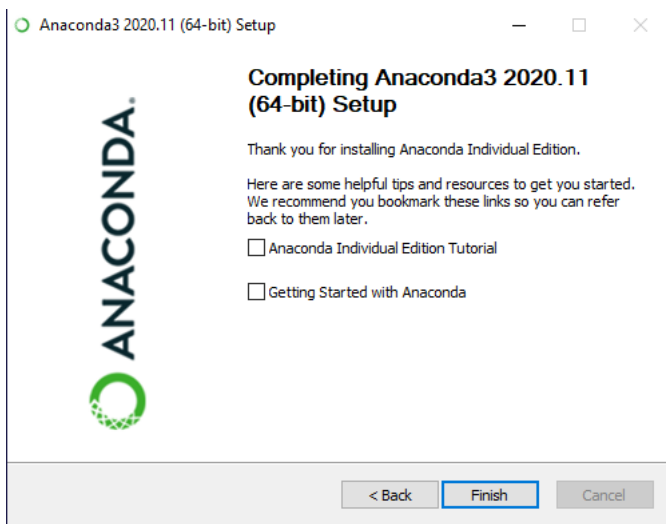 Anaconda3 2020.11 (64-bit) Setup
ANACONDA.
Completing Anaconda3 2020.11
(64-bit) Setup
Thank you for installing Anaconda Individual Edition.
Here are some helpful tips and resources to get you started.
We recommend you bookmark these links so you can refer
back to them later.
Anaconda Individual Edition Tutorial
Getting Started with Anaconda
< Back
Finish
Cancel